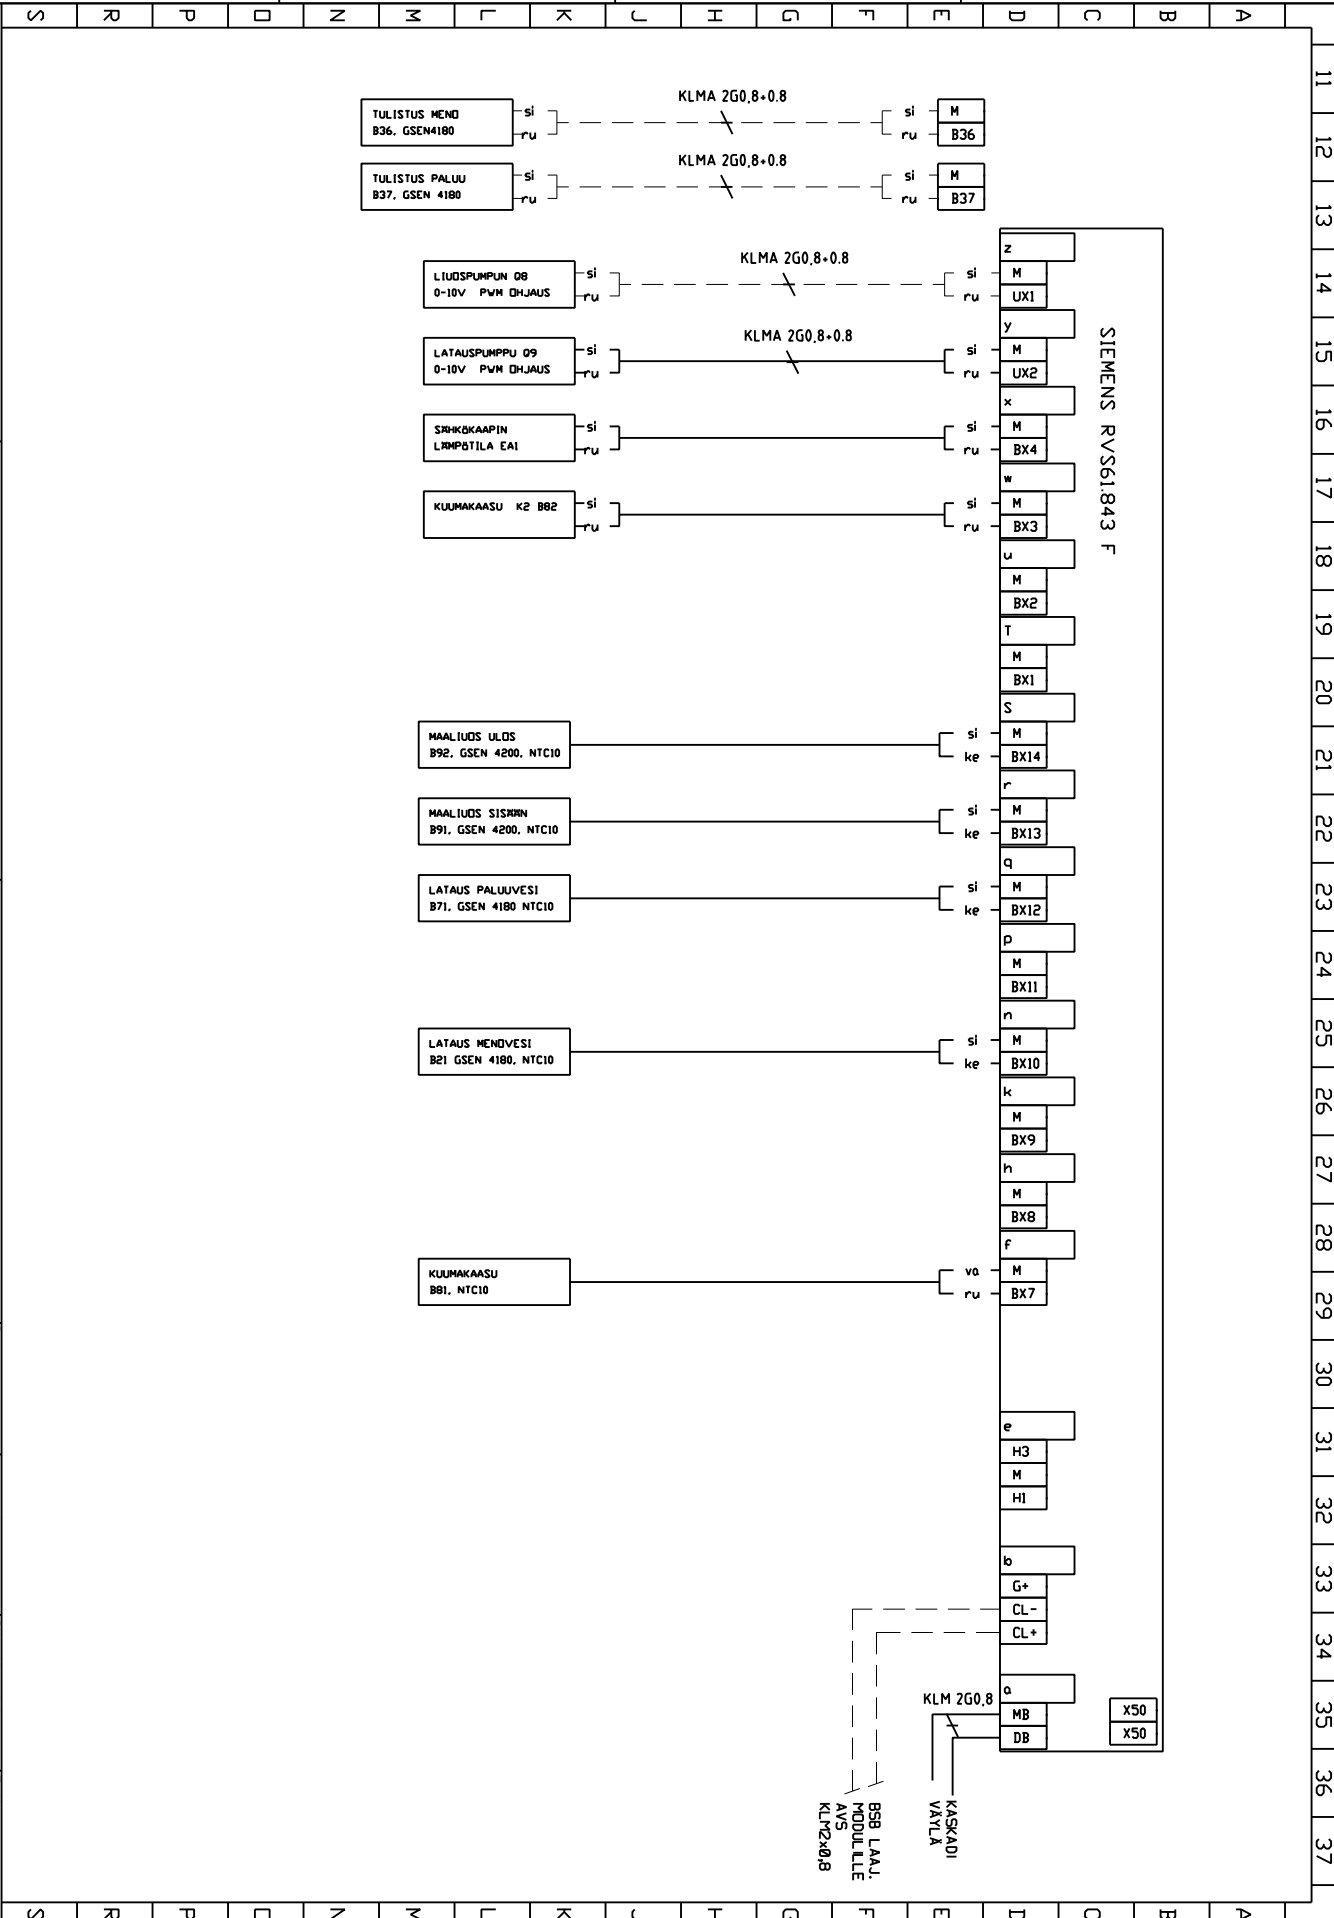 S R P O N M L K J H G F E D C B A
11
12
13
14
15
16
17
18
19
20
21
22
23
24
25
26
27
28
29
30
31
32
33
34
35
36
37
TULISTUS MENO
B36, GSEN4180
si
ru
KLMA 2G0,8+0.8
si
ru
M
B36
TULISTUS PALUU
B37, GSEN 4180
si
ru
KLMA 2G0,8+0.8
si
ru
M
B37
SIEMENS RVS61.843 F
z
LIUOSPUMPUN Q8
0-10V PWM OHJAUS
si
ru
KLMA 2G0,8+0.8
si
ru
M
UX1
y
LATAUSPUMPPU Q9
0-10V PWM OHJAUS
si
ru
KLMA 2G0,8+0.8
si
ru
M
UX2
x
SÄHKÖKAAPIN
LÄMPÖTILA EA1
si
ru
si
ru
M
BX4
w
KUUMAKAASU K2 B82
si
ru
si
ru
M
BX3
u
M
BX2
T
M
BX1
S
MAALIUOS ULOS
B92, GSEN 4200, NTC10
si
ke
M
BX14
r
MAALIUOS SISÄÄN
B91, GSEN 4200, NTC10
si
ke
M
BX13
q
LATAUS PALUUVESI
B71, GSEN 4180 NTC10
si
ke
M
BX12
p
M
BX11
n
LATAUS MENOVESI
B21 GSEN 4180, NTC10
si
ke
M
BX10
k
M
BX9
h
M
BX8
f
KUUMAKAASU
B81, NTC10
va
ru
M
BX7
e
H3
M
H1
b
G+
CL-
CL+
a
KLM 2G0,8
MB
DB
X50
X50
KASKADI
VÄYLÄ
BSB LAAJ.
MODULILLE
AVS
KLM2x0,8
S R P O N M L K J H G F E D C B A